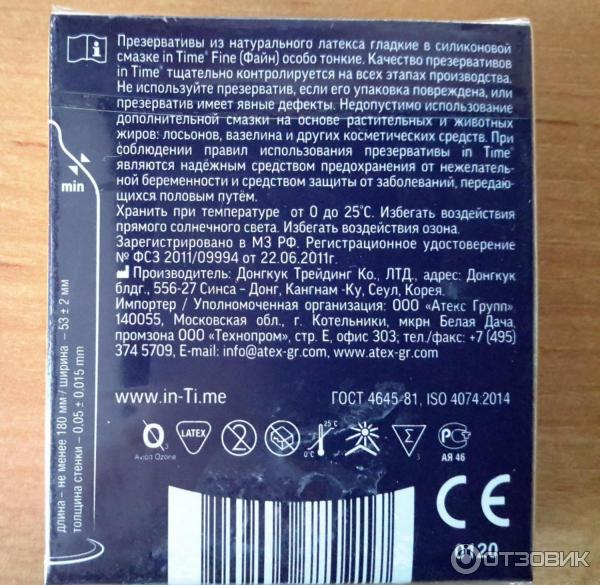 Презервативы из натурального латекса гладкие в силиконовой
смазке in Time® Fine (Файн) особо тонкие. Качество презервативов
in Time® тщательно контролируется на всех этапах производства.
Не используйте презерватив, если его упаковка повреждена, или
презерватив имеет явные дефекты. Недопустимо использование
дополнительной смазки на основе растительных и животных
жиров: лосьонов, вазелина и других косметических средств. При
соблюдении правил использования презервативы in Time®
являются надёжным средством предохранения от нежелатель-
ной беременности и средством защиты от заболеваний, передаю-
щихся половым путём.
Хранить при температуре от 0 до 25°С. Избегать воздействия
прямого солнечного света. Избегать воздействия озона.
Зарегистрировано в МЗ РФ. Регистрационное удостоверение
№ ФСЗ 2011/09994 от 22.06.2011г.
Производитель: Донгкук Трейдинг Ко., ЛТД., адрес: Донгкук
блдг., 556-27 Синса - Донг, Кангнам -Ку, Сеул, Корея.
Импортер / Уполномоченная организация: ООО «Атекс Групп»
140055, Московская обл., г. Котельники, мкрн Белая Дача,
промзона ООО «Технопром», стр. Е, офис 303; тел./факс: +7 (495)
374 5709, E-mail: info@atex-gr.com, www.atex-gr.com
min
длина – не менее 180 мм / ширина – 53 ± 2 мм
толщина стенки – 0,05 ± 0,015 mm
www.in-Ti.me
ГОСТ 4645-81, ISO 4074:2014
O3
Avoid Ozone
LATEX
2
0°C
25°C
Σ
5
РС
АЯ 46
CE
0120
ОТЗОВИК